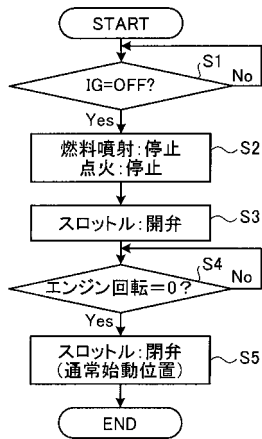 START
S1
IG=OFF?
No
Yes
燃料噴射:停止
点火:停止
S2
スロットル:開弁
S3
S4
エンジン回転=0?
No
Yes
スロットル:閉弁
(通常始動位置)
S5
END